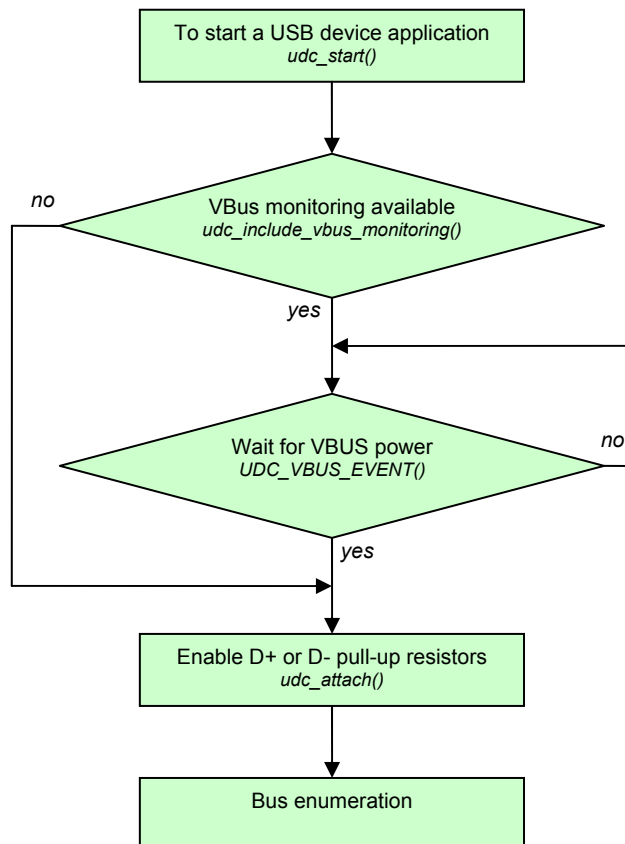 To start a USB device application
udc_start()
no
VBus monitoring available
udc_include_vbus_monitoring()
yes
Wait for VBUS power
UDC_VBUS_EVENT()
no
yes
Enable D+ or D- pull-up resistors
udc_attach()
Bus enumeration